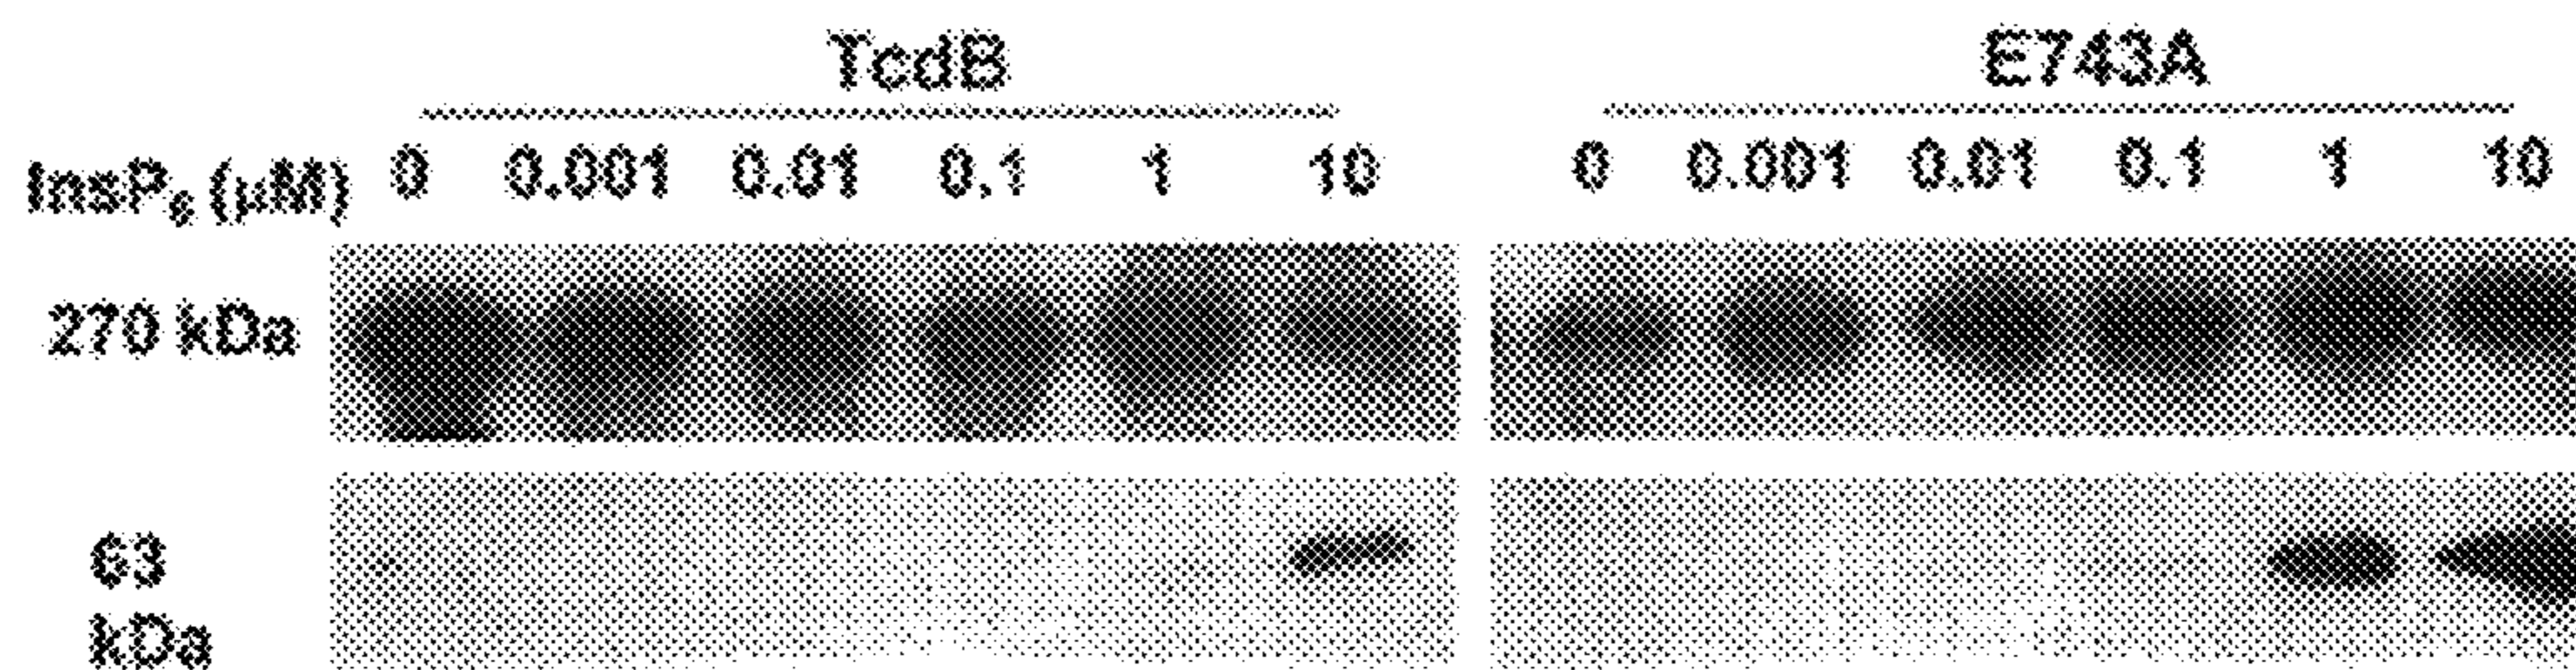 TcdB E743A
InsP₆ (µM) 0 0.001 0.01 0.1 1 10 0 0.001 0.01 0.1 1 10
270 kDa
63
kDa